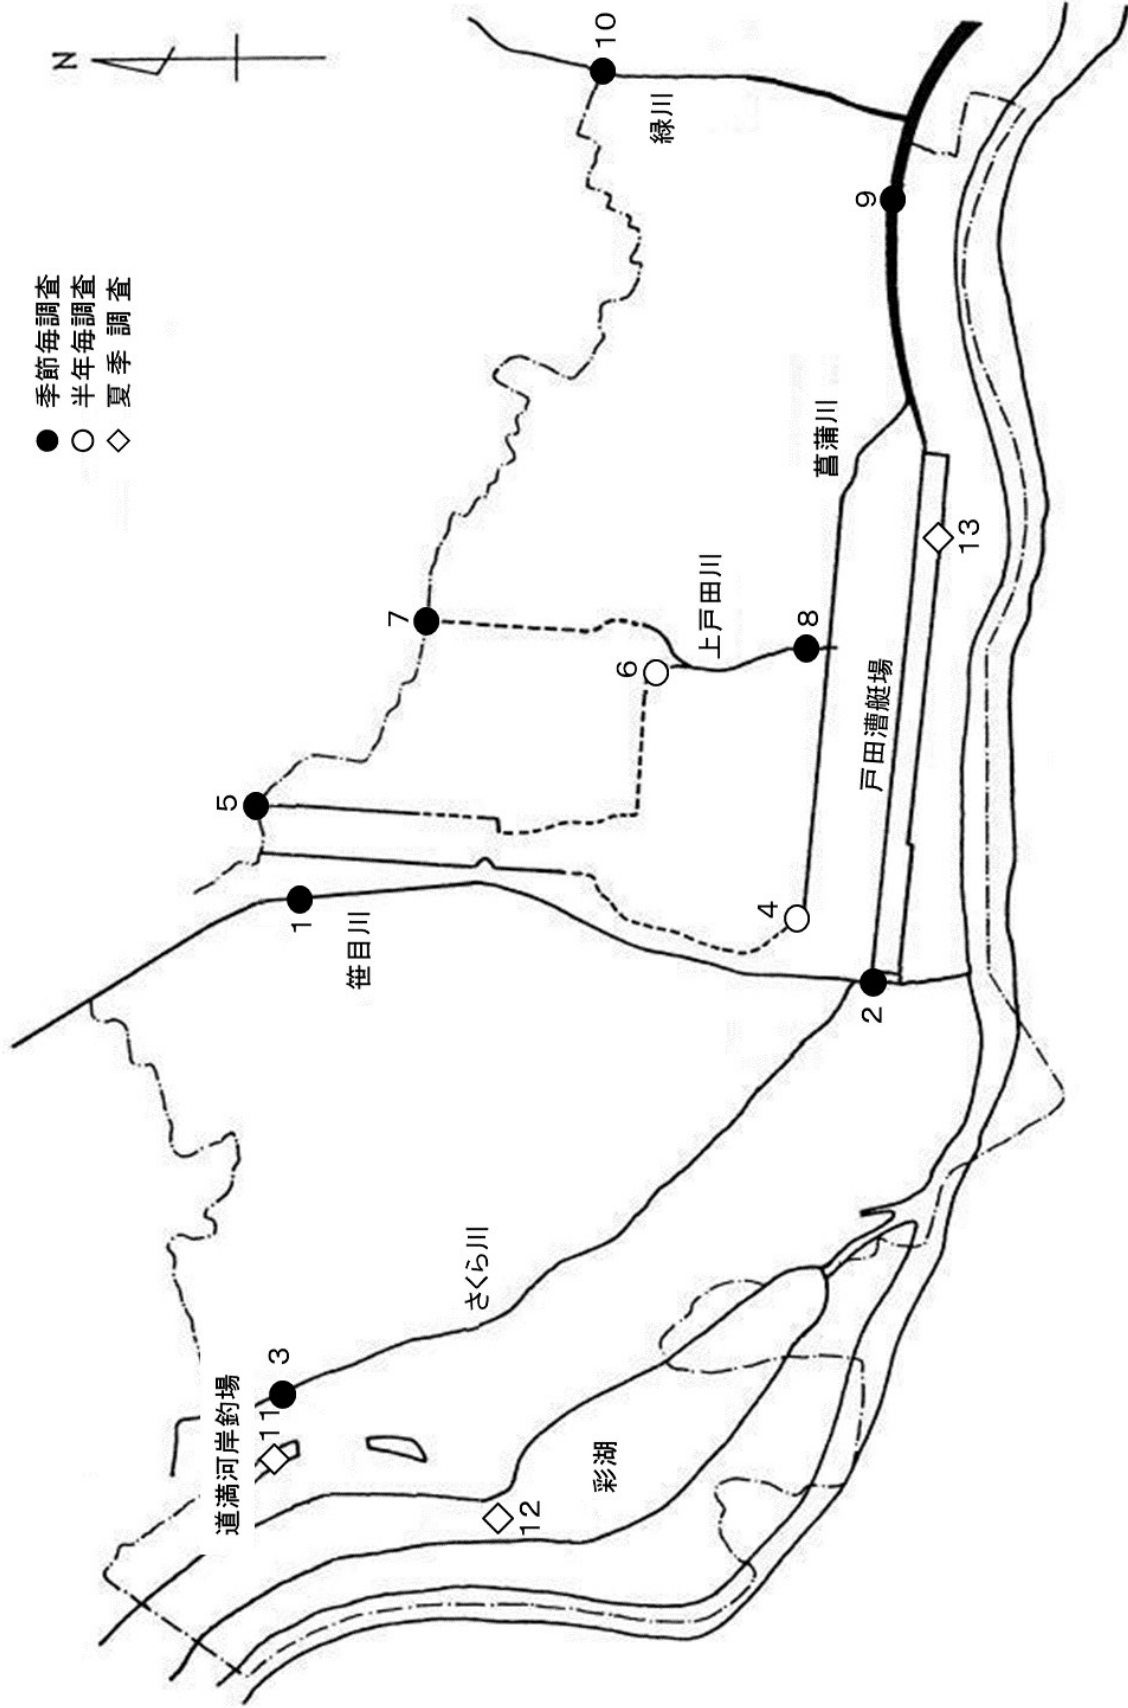 N
● 季節毎調査
○ 半年毎調査
◇ 夏季調査
10
緑川
9
7
5
菖蒲川
13
上戸田川
8
6
戸田漕艇場
4
1
笹目川
2
さくら川
3
道満河岸釣場
11
彩湖
12